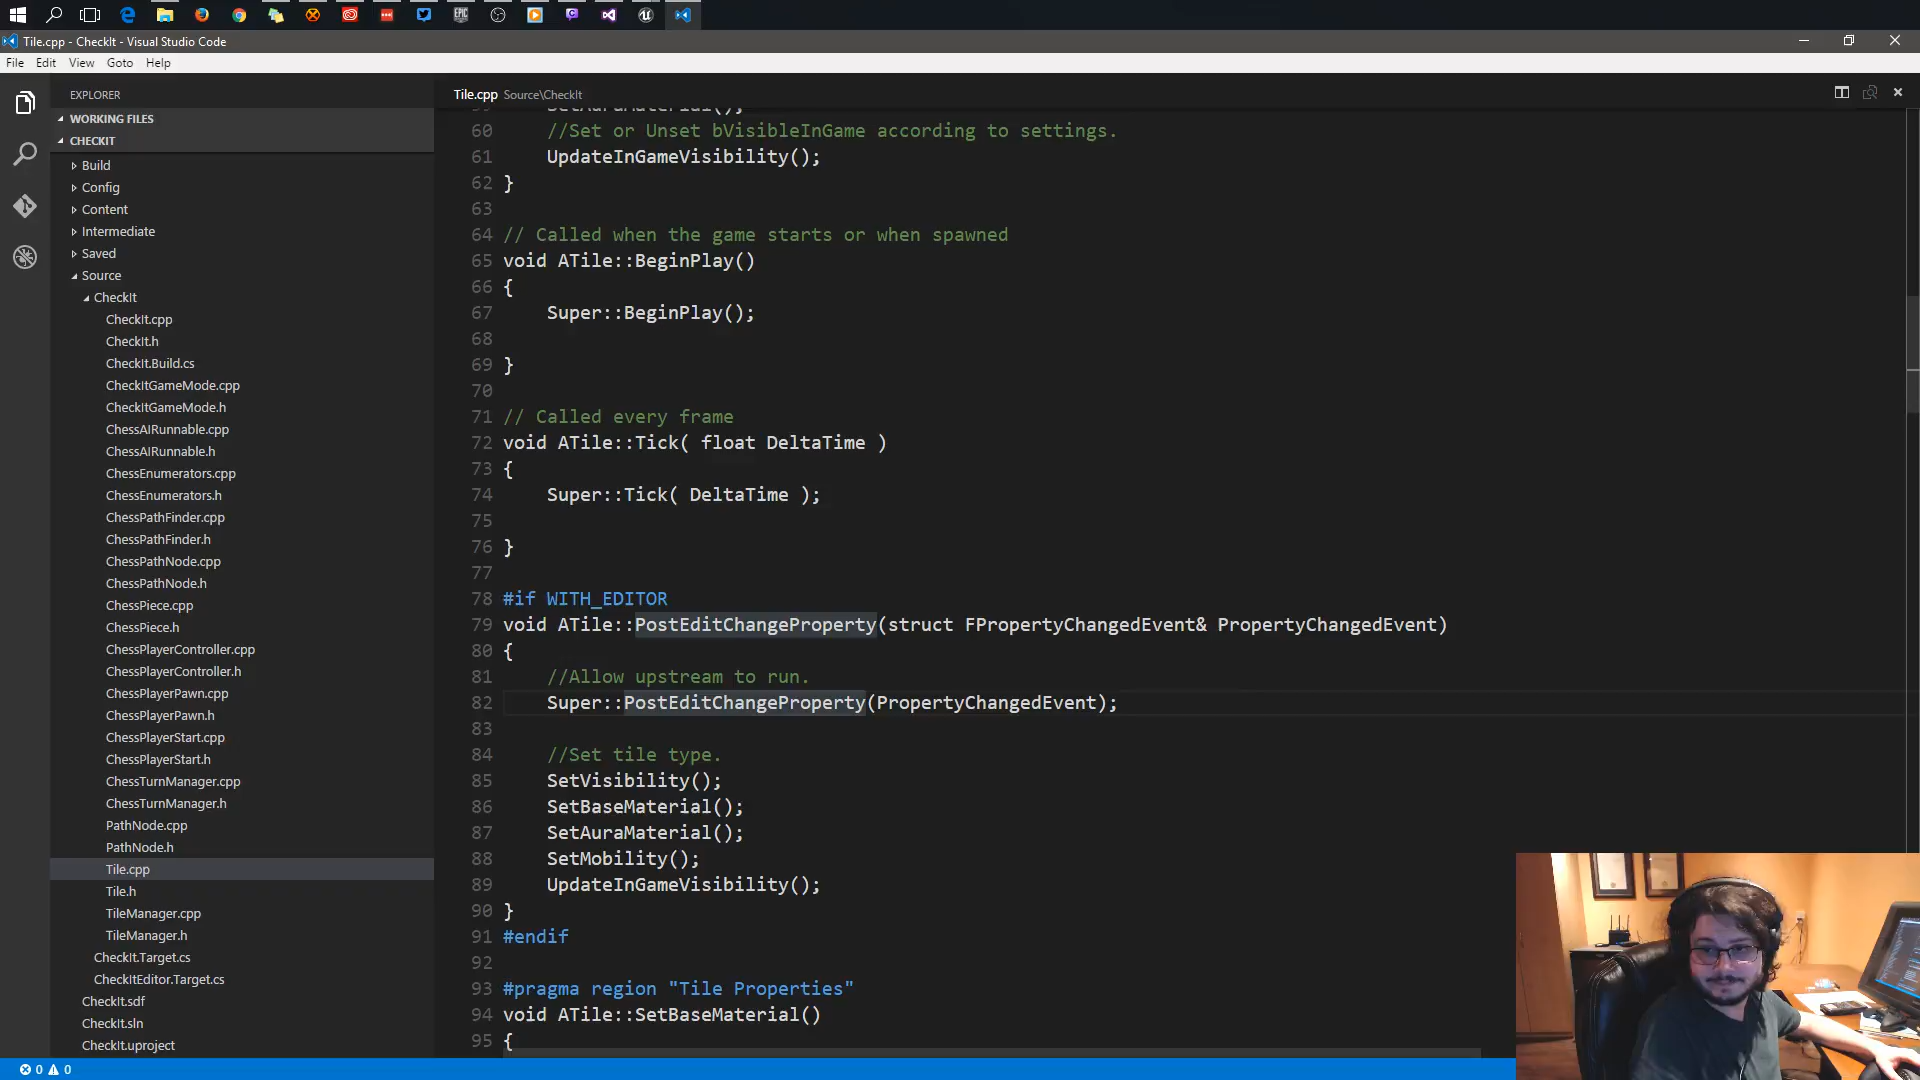 Tile.cpp - CheckIt - Visual Studio Code
File Edit View Goto Help
EXPLORER
WORKING FILES
CHECKIT
Build
Config
Content
Intermediate
Saved
Source
CheckIt
CheckIt.cpp
CheckIt.h
CheckIt.Build.cs
CheckItGameMode.cpp
CheckItGameMode.h
ChessAIRunnable.cpp
ChessAIRunnable.h
ChessEnumerators.cpp
ChessEnumerators.h
ChessPathFinder.cpp
ChessPathFinder.h
ChessPathNode.cpp
ChessPathNode.h
ChessPiece.cpp
ChessPiece.h
ChessPlayerController.cpp
ChessPlayerController.h
ChessPlayerPawn.cpp
ChessPlayerPawn.h
ChessPlayerStart.cpp
ChessPlayerStart.h
ChessTurnManager.cpp
ChessTurnManager.h
PathNode.cpp
PathNode.h
Tile.cpp
Tile.h
TileManager.cpp
TileManager.h
CheckIt.Target.cs
CheckItEditor.Target.cs
CheckIt.sdf
CheckIt.sln
CheckIt.uproject
Tile.cpp Source\CheckIt
60 //Set or Unset bVisibleInGame according to settings.
61 UpdateInGameVisibility();
62 }
63
64 // Called when the game starts or when spawned
65 void ATile::BeginPlay()
66 {
67 Super::BeginPlay();
68
69 }
70
71 // Called every frame
72 void ATile::Tick( float DeltaTime )
73 {
74 Super::Tick( DeltaTime );
75
76 }
77
78 #if WITH_EDITOR
79 void ATile::PostEditChangeProperty(struct FPropertyChangedEvent& PropertyChangedEvent)
80 {
81 //Allow upstream to run.
82 Super::PostEditChangeProperty(PropertyChangedEvent);
83
84 //Set tile type.
85 SetVisibility();
86 SetBaseMaterial();
87 SetAuraMaterial();
88 SetMobility();
89 UpdateInGameVisibility();
90 }
91 #endif
92
93 #pragma region "Tile Properties"
94 void ATile::SetBaseMaterial()
95 {
0 0